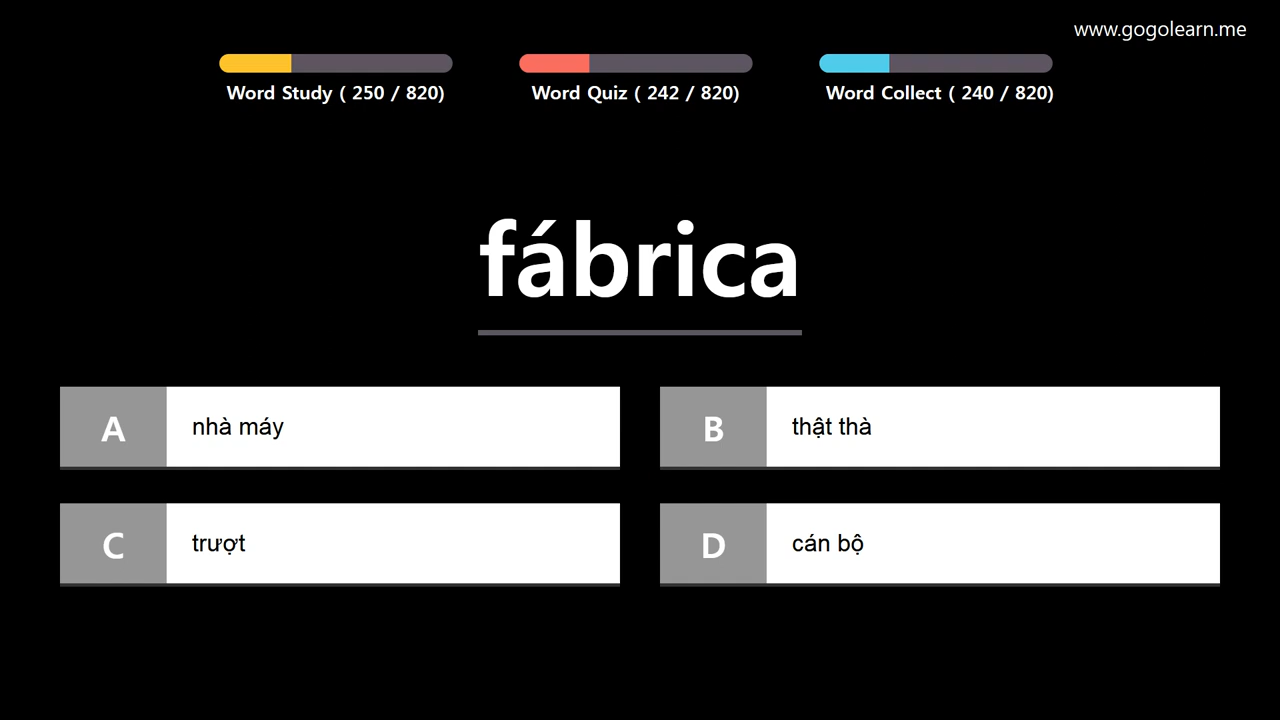 www.gogolearn.me
Word Study ( 250 / 820)
Word Quiz ( 242 / 820)
Word Collect ( 240 / 820)
fábrica
A nhà máy
B thật thà
C trượt
D cán bộ